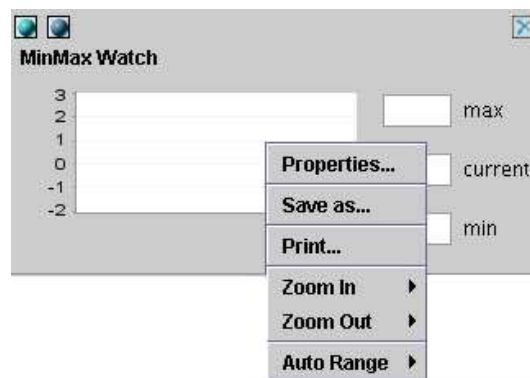 MinMax Watch
3
2
1
0
-1
-2
max
current
min
Properties...
Save as...
Print...
Zoom In
Zoom Out
Auto Range